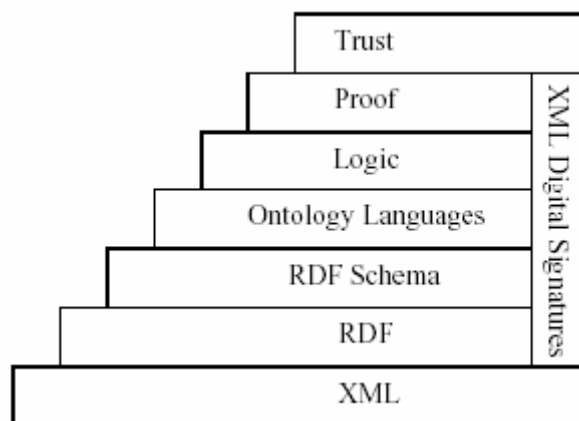 Trust
Proof
Logic
Ontology Languages
RDF Schema
RDF
XML
XML Digital Signatures